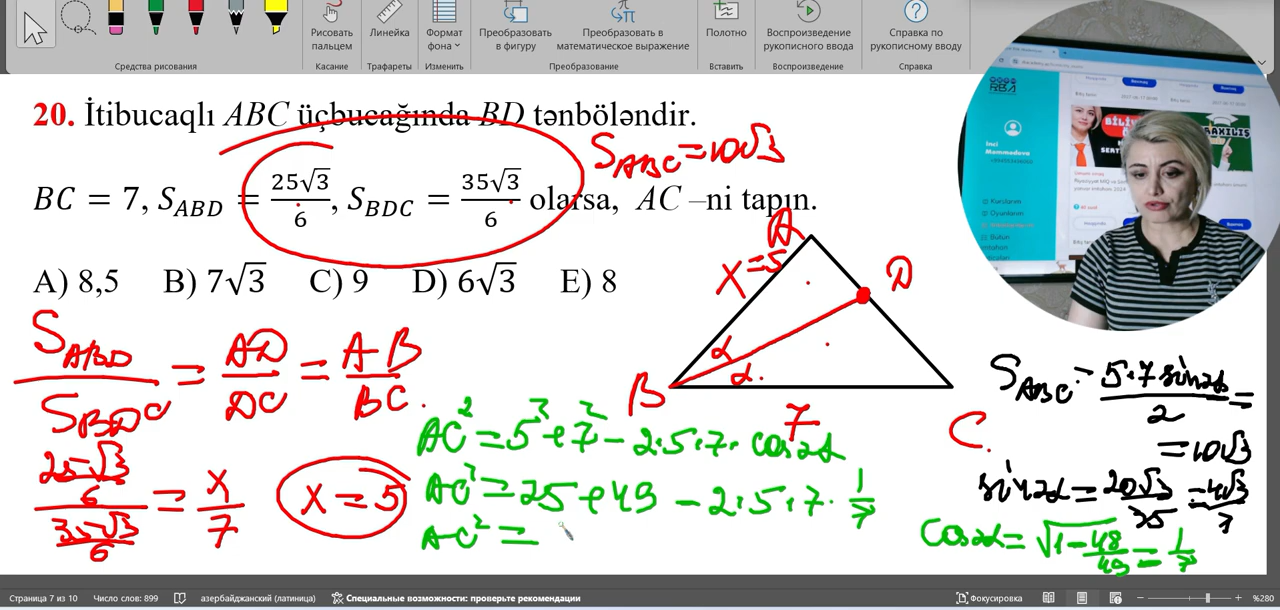 Рисовать пальцем
Линейка
Формат фона
Преобразовать в фигуру
Преобразовать в математическое выражение
Полотно
Воспроизведение рукописного ввода
Справка по рукописному вводу
Средства рисования
Касание
Трафареты
Изменить
Преобразование
Вставить
Воспроизведение
Справка
20. İtibucaqlı ABC üçbucağında BD tənböləndir.
S_ABC = 10√3
BC = 7, S_ABD = 25√3/6, S_BDC = 35√3/6 olarsa, AC –ni tapın.
A) 8,5 B) 7√3 C) 9 D) 6√3 E) 8
A
D
x=5
α
α
B
7
C
S_ABD/S_BDC = AD/DC = AB/BC
(25√3/6)/(35√3/6) = x/7
x = 5
AC² = 5² + 7² − 2·5·7·cos2α
AC² = 25 + 49 − 2·5·7·1/7
AC² =
S_ABC = 5·7 sin2α/2 =
= 10√3
sin2α = 20√3/35 = 4√3/7
cos2α = √(1−48/49) = 1/7
RBA
İnci
Məmmədova
Страница 7 из 10
Число слов: 899
азербайджанский (латиница)
Специальные возможности: проверьте рекомендации
Фокусировка
%280